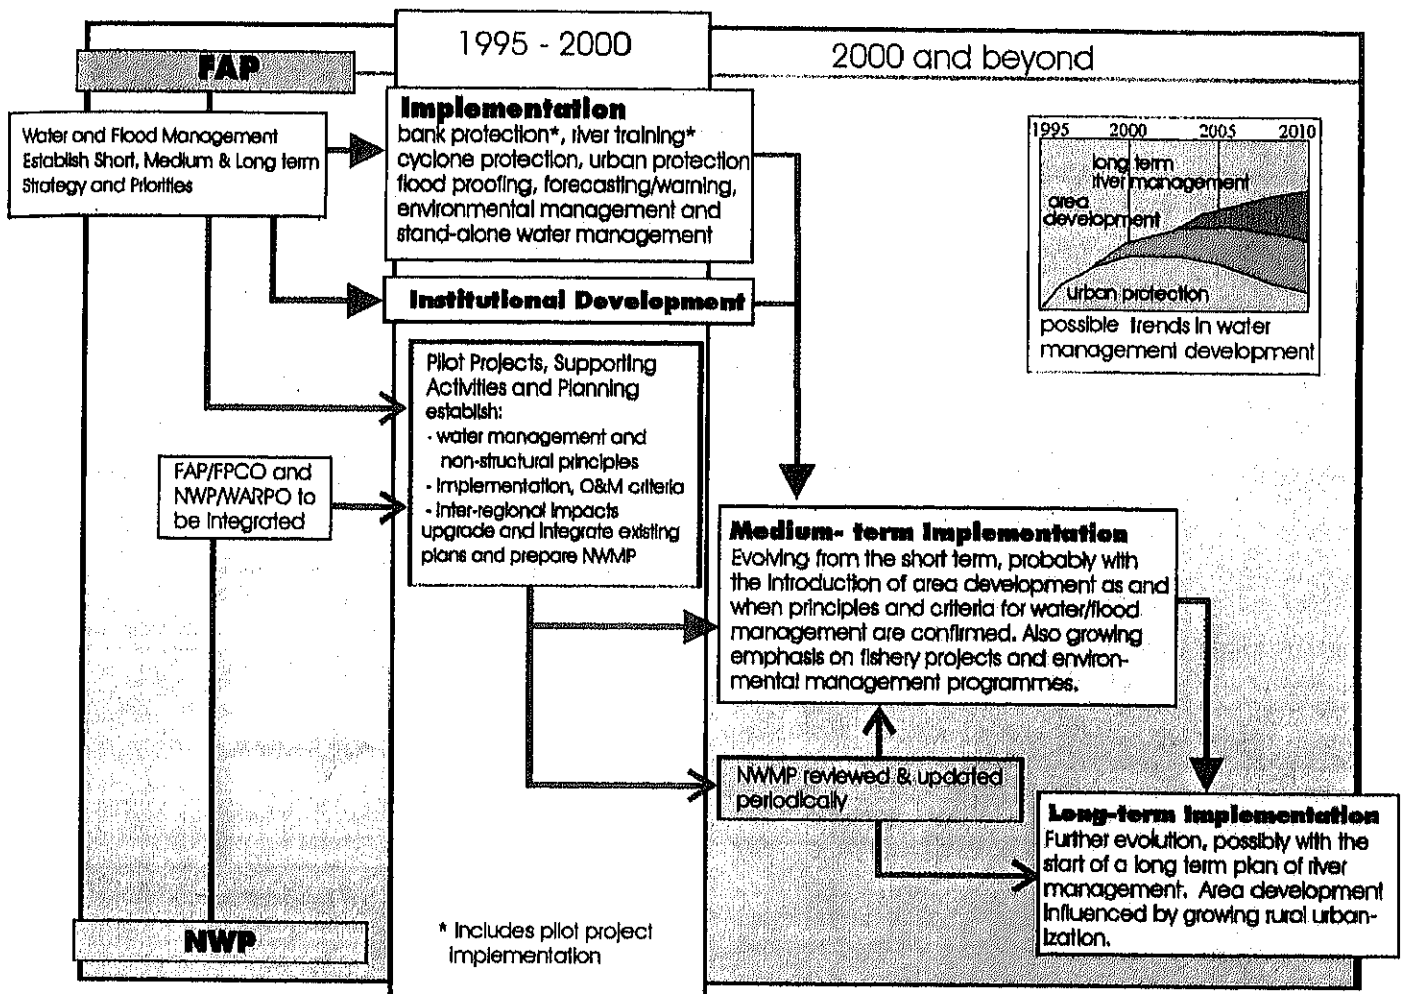 1995 - 2000
2000 and beyond
FAP
Water and Flood Management
Establish Short, Medium & Long term
Strategy and Priorities
Implementation
bank protection*, river training*
cyclone protection, urban protection
flood proofing, forecasting/warning,
environmental management and
stand-alone water management
Institutional Development
Pilot Projects, Supporting
Activities and Planning
establish:
- water management and
non-structural principles
- Implementation, O&M criteria
- Inter-regional Impacts
upgrade and Integrate existing
plans and prepare NWMP
FAP/FPCO and
NWP/WARPO to
be Integrated
NWP
* Includes pilot project
Implementation
1995 2000 2005 2010
long term
river management
area
development
urban protection
possible trends in water
management development
Medium- term Implementation
Evolving from the short term, probably with
the Introduction of area development as and
when principles and criteria for water/flood
management are confirmed. Also growing
emphasis on fishery projects and environ-
mental management programmes.
NWMP reviewed & updated
periodically
Long-term Implementation
Further evolution, possibly with the
start of a long term plan of river
management. Area development
Influenced by growing rural urban-
ization.